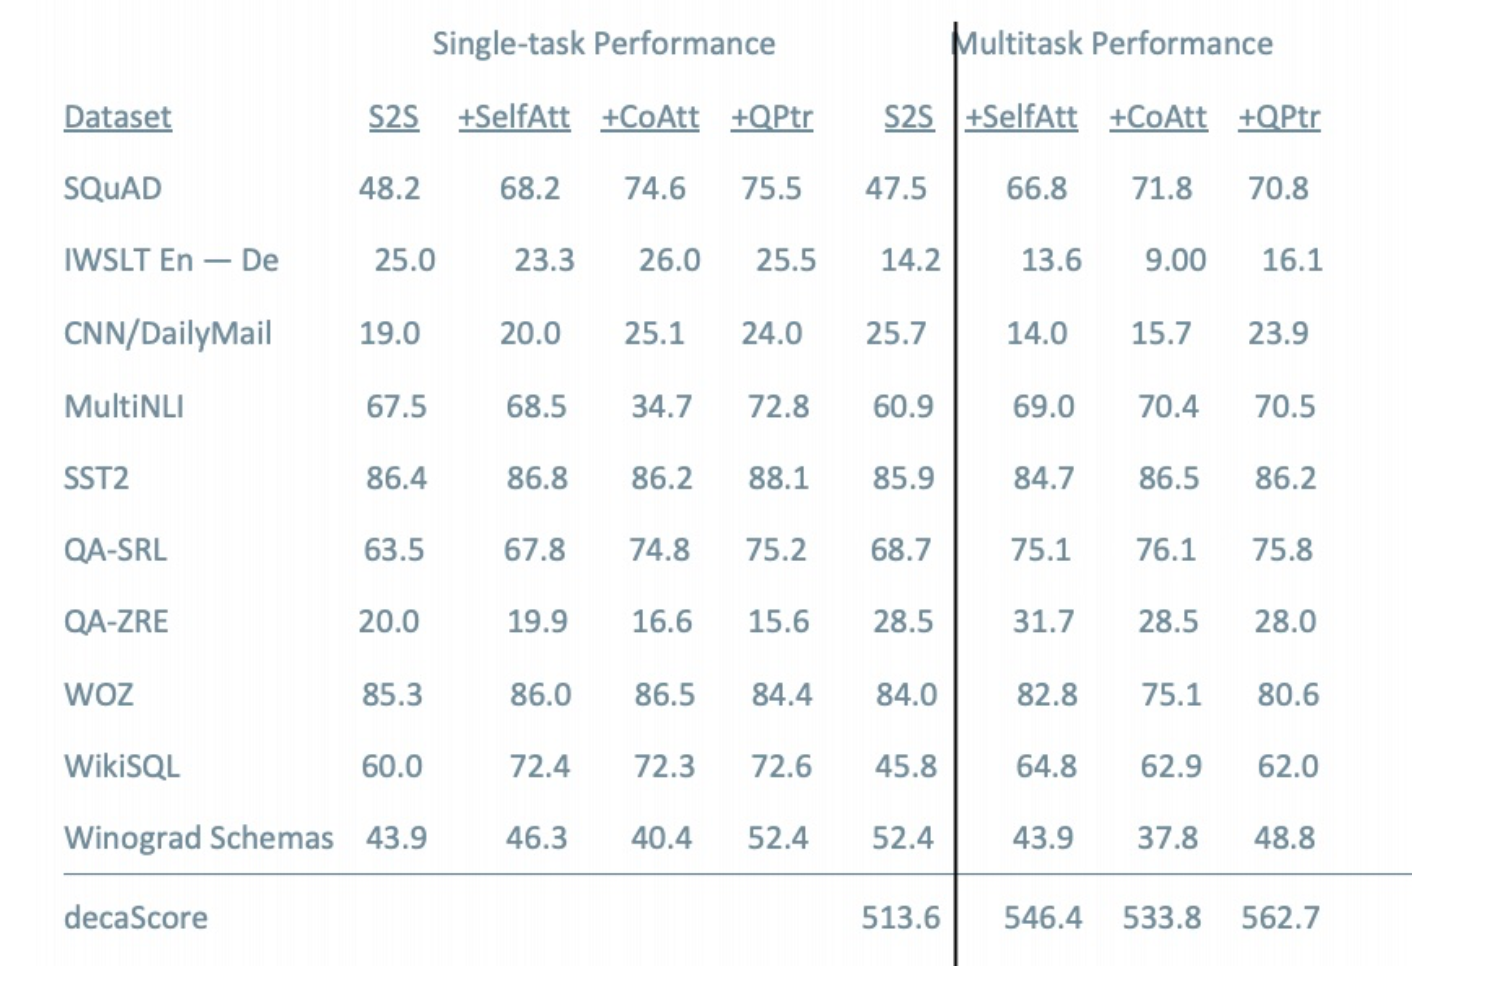 Single-task Performance Multitask Performance
Dataset S2S +SelfAtt +CoAtt +QPtr S2S +SelfAtt +CoAtt +QPtr
SQuAD 48.2 68.2 74.6 75.5 47.5 66.8 71.8 70.8
IWSLT En — De 25.0 23.3 26.0 25.5 14.2 13.6 9.00 16.1
CNN/DailyMail 19.0 20.0 25.1 24.0 25.7 14.0 15.7 23.9
MultiNLI 67.5 68.5 34.7 72.8 60.9 69.0 70.4 70.5
SST2 86.4 86.8 86.2 88.1 85.9 84.7 86.5 86.2
QA-SRL 63.5 67.8 74.8 75.2 68.7 75.1 76.1 75.8
QA-ZRE 20.0 19.9 16.6 15.6 28.5 31.7 28.5 28.0
WOZ 85.3 86.0 86.5 84.4 84.0 82.8 75.1 80.6
WikiSQL 60.0 72.4 72.3 72.6 45.8 64.8 62.9 62.0
Winograd Schemas 43.9 46.3 40.4 52.4 52.4 43.9 37.8 48.8
decaScore 513.6 546.4 533.8 562.7